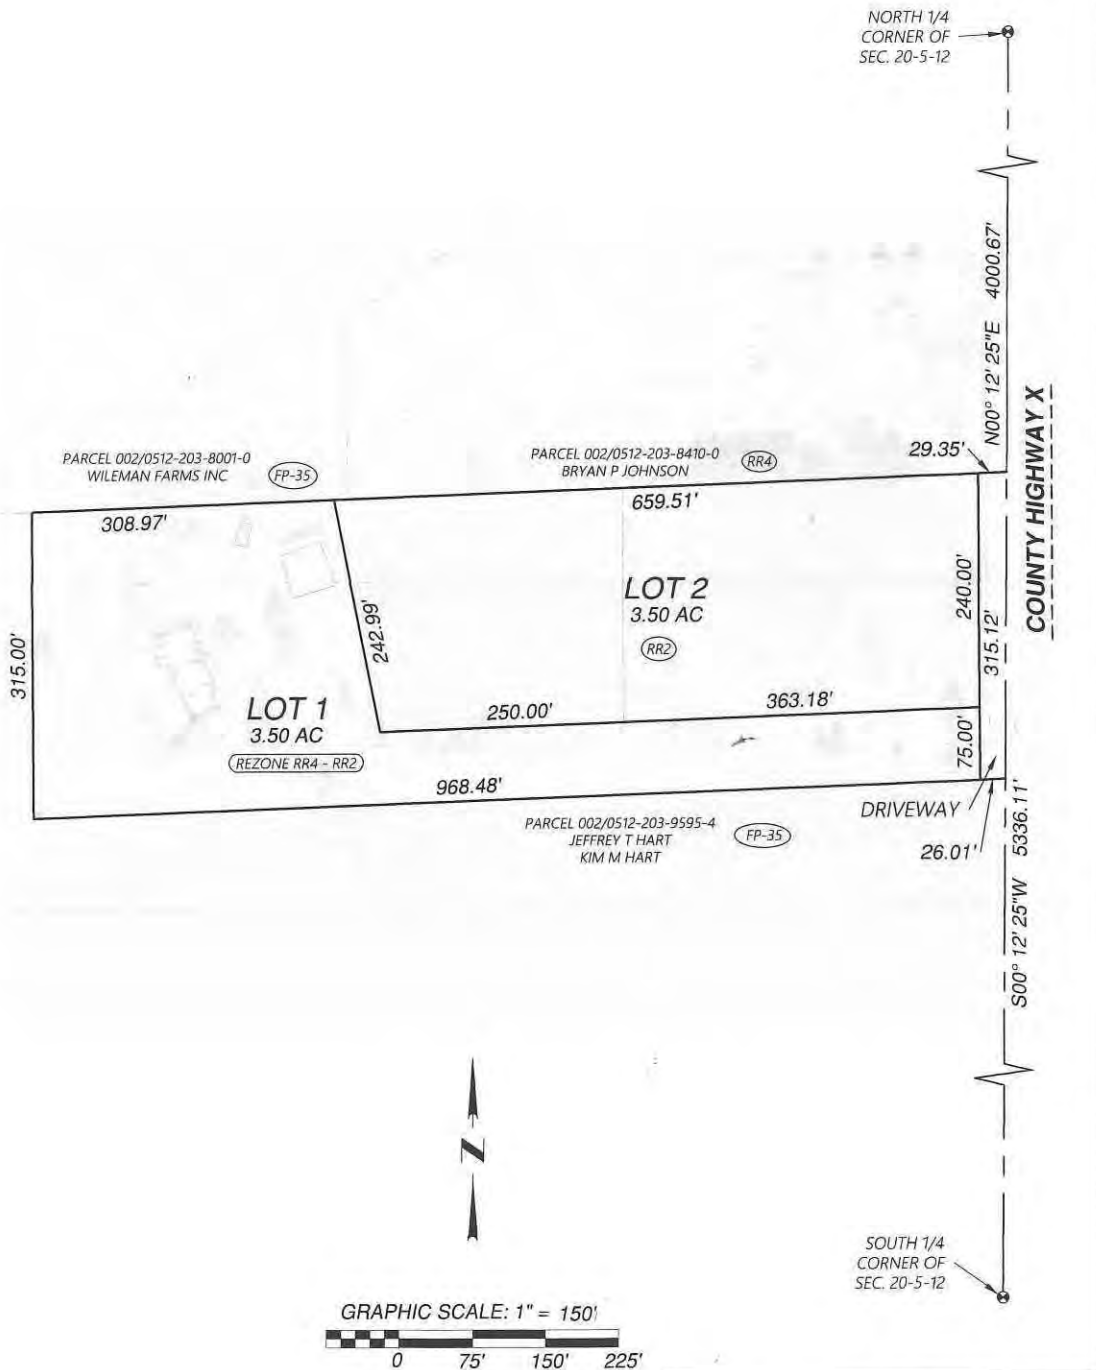 NORTH 1/4
CORNER OF
SEC. 20-5-12
N00° 12' 25"E 4000.67'
COUNTY HIGHWAY X
29.35'
PARCEL 002/0512-203-8001-0
WILEMAN FARMS INC
FP-35
PARCEL 002/0512-203-8410-0
BRYAN P JOHNSON
RR4
308.97'
659.51'
315.00'
242.99'
LOT 2
3.50 AC
RR2
240.00'
315.12'
LOT 1
3.50 AC
REZONE RR4 - RR2
250.00'
363.18'
75.00'
968.48'
DRIVEWAY
26.01'
PARCEL 002/0512-203-9595-4
JEFFREY T HART
KIM M HART
FP-35
S00° 12' 25"W 5336.11'
N
SOUTH 1/4
CORNER OF
SEC. 20-5-12
GRAPHIC SCALE: 1" = 150'
0 75' 150' 225'